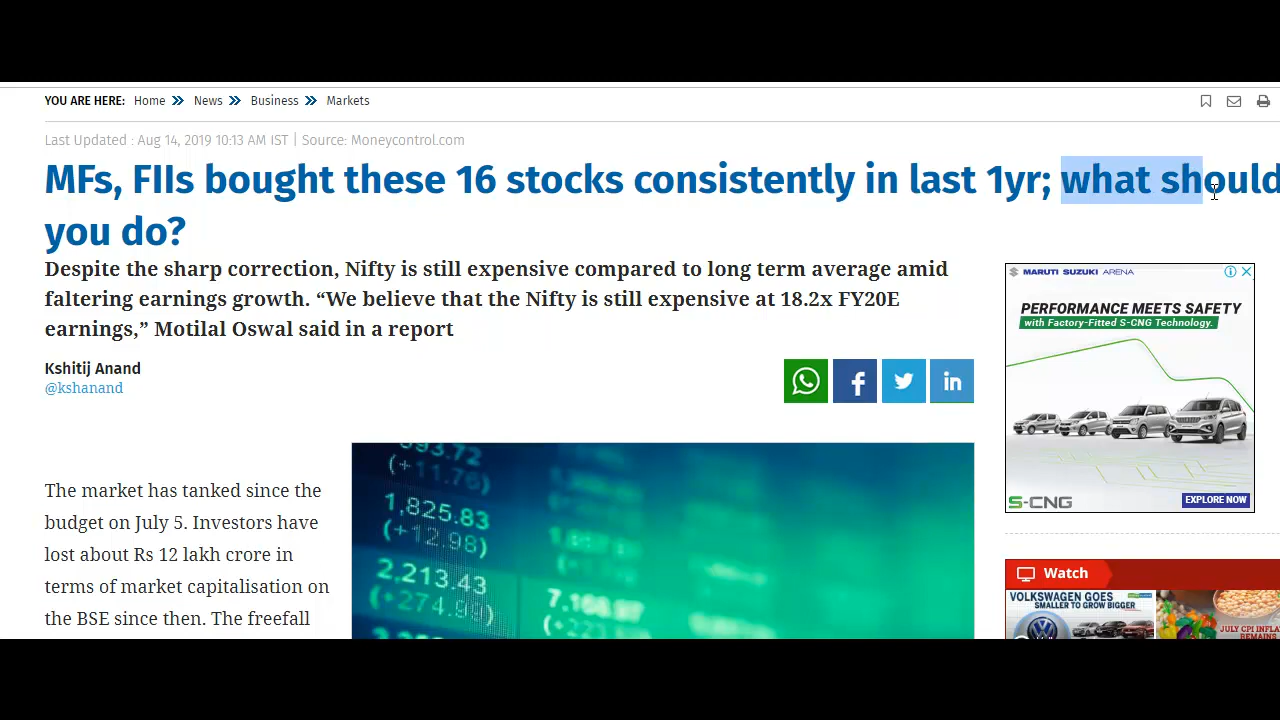 YOU ARE HERE: Home News Business Markets
Last Updated : Aug 14, 2019 10:13 AM IST | Source: Moneycontrol.com
MFs, FIIs bought these 16 stocks consistently in last 1yr; what should
you do?
Despite the sharp correction, Nifty is still expensive compared to long term average amid
faltering earnings growth. “We believe that the Nifty is still expensive at 18.2x FY20E
earnings,” Motilal Oswal said in a report
Kshitij Anand
@kshanand
The market has tanked since the
budget on July 5. Investors have
lost about Rs 12 lakh crore in
terms of market capitalisation on
the BSE since then. The freefall
1,825.83
(+12.98)
2,213.43
MARUTI SUZUKI ARENA
PERFORMANCE MEETS SAFETY
with Factory-Fitted S-CNG Technology.
S-CNG
EXPLORE NOW
Watch
VOLKSWAGEN GOES
SMALLER TO GROW BIGGER
JULY CPI
REMAINS